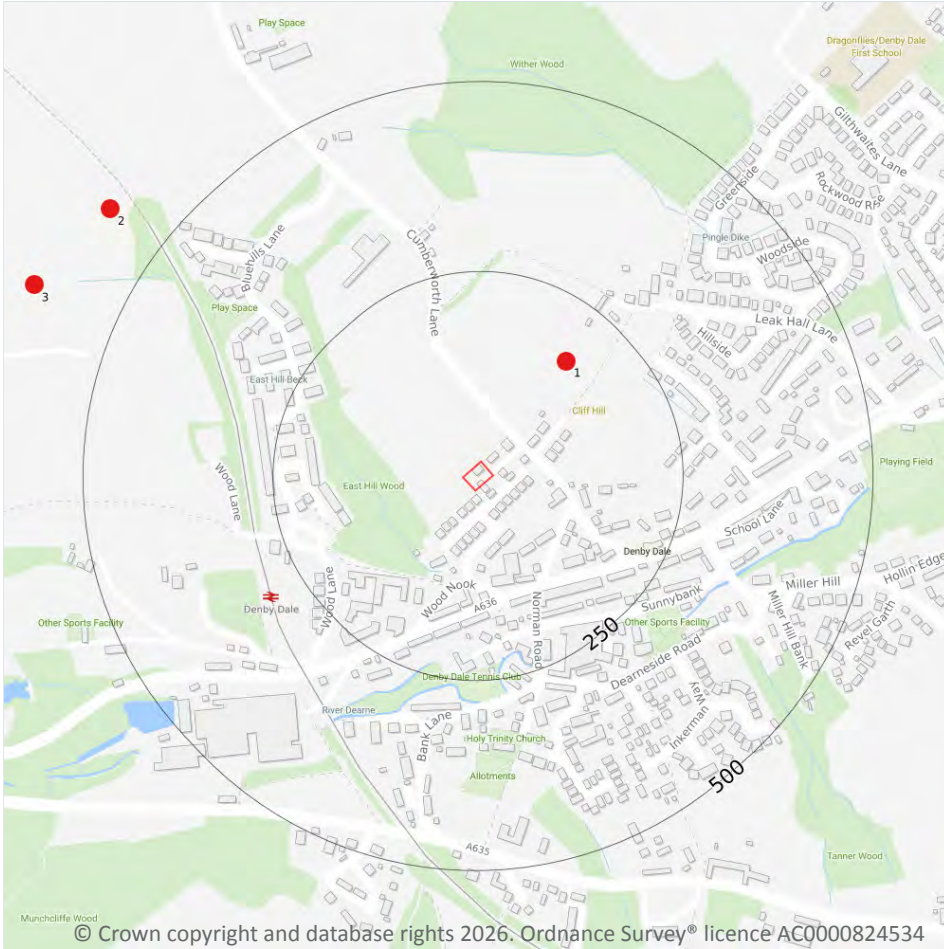 Play Space
Dragonflies/Denby Dale
First School
Wither Wood
Gilthwaites Lane
Greenside
Rockwood Rise
2
Pingle Dike
Bluehills Lane
Cumberworth Lane
Woodside
3
Play Space
Leak Hall Lane
Hillside
1
East Hill Beck
Cliff Hill
Wood Lane
East Hill Wood
Playing Field
School Lane
Denby Dale
Hollin Edge
Miller Hill
Wood Nook
Denby Dale
A636
Sunnybank
Wood Lane
Norman Road
Miller Hill Bank
Revel Garth
Other Sports Facility
Other Sports Facility
250
Dearneside Road
Denby Dale Tennis Club
River Dearne
Inkerman Way
Bank Lane
Holy Trinity Church
Allotments
500
A635
Tanner Wood
Munchcliffe Wood
© Crown copyright and database rights 2026. Ordnance Survey® licence AC0000824534